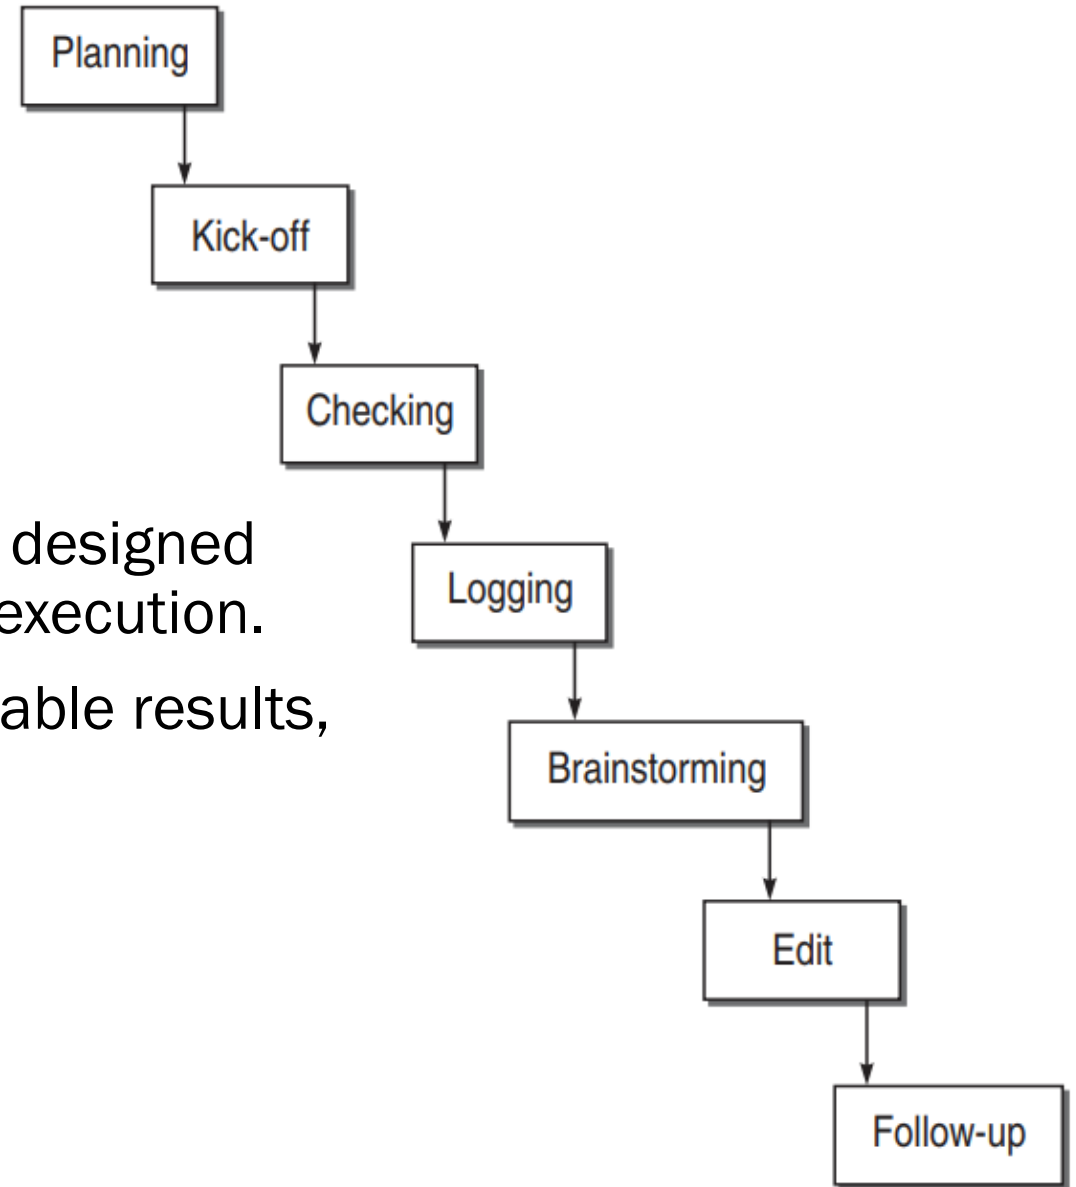 Planning
Kick-off
Checking
designed
execution.
Logging
able results,
Brainstorming
Edit
Follow-up